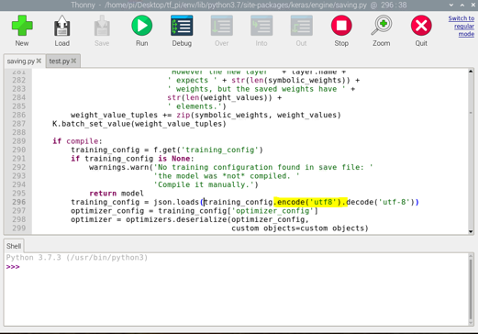 Thonny - /home/pi/Desktop/tf_pi/env/lib/python3.7/site-packages/keras/engine/saving.py @ 296 : 38
New Load Save Run Debug Over Into Out Stop Zoom Quit
Switch to
regular
mode
saving.py test.py
281 'However the new layer ' + layer.name +
282 ' expects ' + str(len(symbolic_weights)) +
283 ' weights, but the saved weights have ' +
284 str(len(weight_values)) +
285 ' elements.')
286 weight_value_tuples += zip(symbolic_weights, weight_values)
287 K.batch_set_value(weight_value_tuples)
288
289 if compile:
290 training_config = f.get('training_config')
291 if training_config is None:
292 warnings.warn('No training configuration found in save file: '
293 'the model was *not* compiled. '
294 'Compile it manually.')
295 return model
296 training_config = json.loads(training_config.encode('utf8').decode('utf-8'))
297 optimizer_config = training_config['optimizer_config']
298 optimizer = optimizers.deserialize(optimizer_config,
299 custom_objects=custom_objects)
Shell
Python 3.7.3 (/usr/bin/python3)
>>>